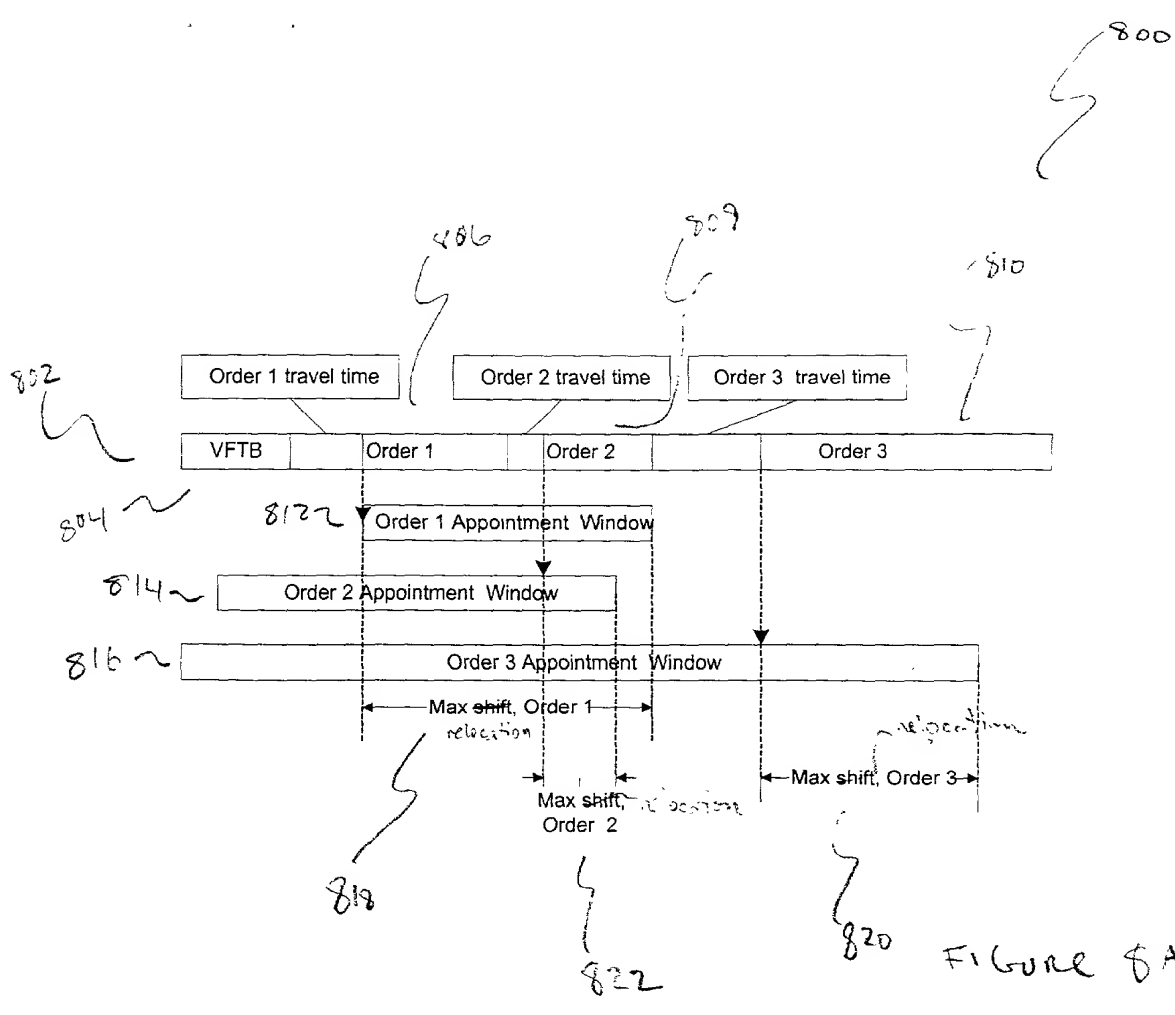 800
806
809
810
802
Order 1 travel time
Order 2 travel time
Order 3 travel time
VFTB
Order 1
Order 2
Order 3
804
812
Order 1 Appointment Window
814
Order 2 Appointment Window
816
Order 3 Appointment Window
Max shift, Order 1
relocation
relocation
Max shift, Order 3
Max shift,
relocation
Order 2
818
822
820
FIGURE 8A